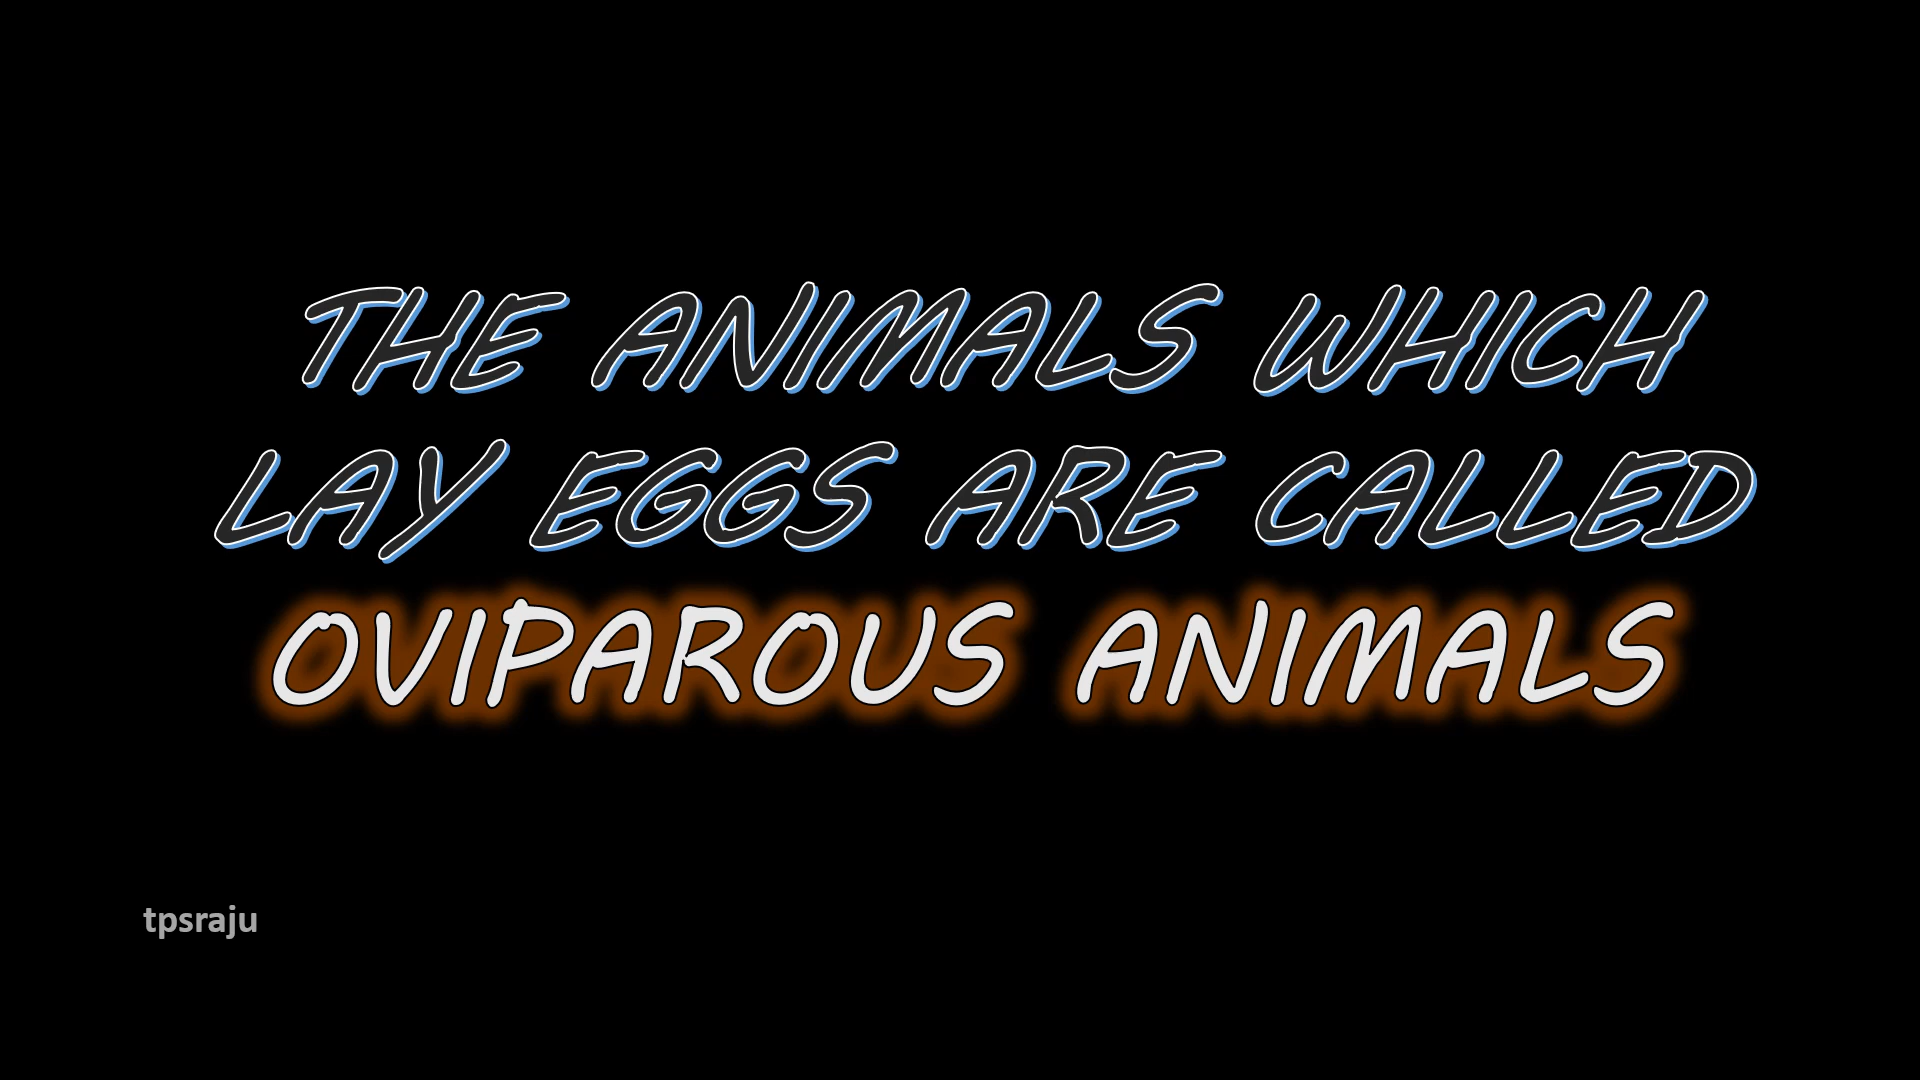 THE ANIMALS WHICH
LAY EGGS ARE CALLED
OVIPAROUS ANIMALS
tpsraju